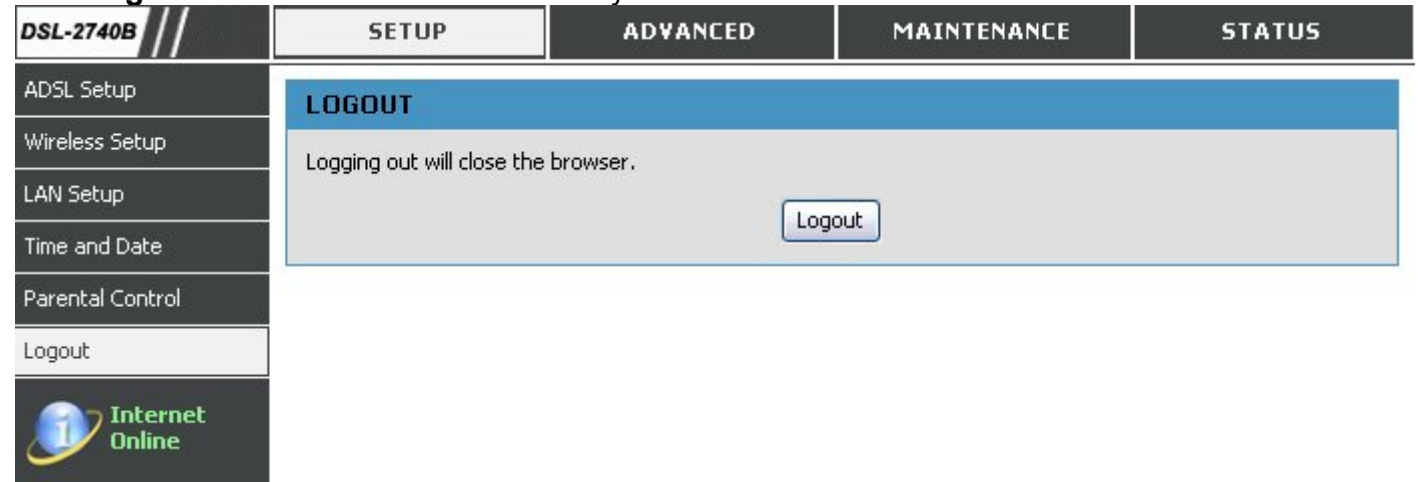 DSL-2740B SETUP ADVANCED MAINTENANCE STATUS
ADSL Setup
Wireless Setup
LAN Setup
Time and Date
Parental Control
Logout
Internet
Online
LOGOUT
Logging out will close the browser.
Logout